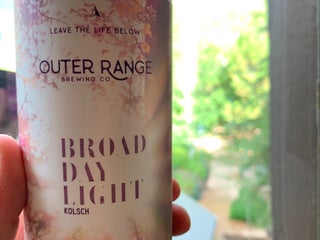 LEAVE THE LIFE BELOW
OUTER RANGE
BREWING CO
BROAD
DAY
LIGHT
KOLSCH